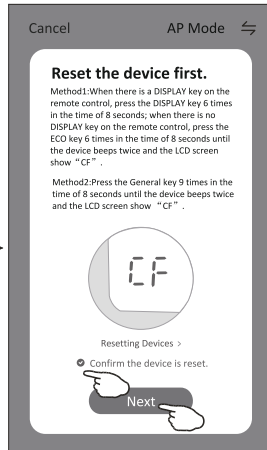 Cancel AP Mode
Reset the device first.
Method1:When there is a DISPLAY key on the
remote control, press the DISPLAY key 6 times
in the time of 8 seconds; when there is no
DISPLAY key on the remote control, press the
ECO key 6 times in the time of 8 seconds until
the device beeps twice and the LCD screen
show “CF”.
Method2:Press the General key 9 times in the
time of 8 seconds until the device beeps twice
and the LCD screen show “CF”.
CF
Resetting Devices >
Confirm the device is reset.
Next